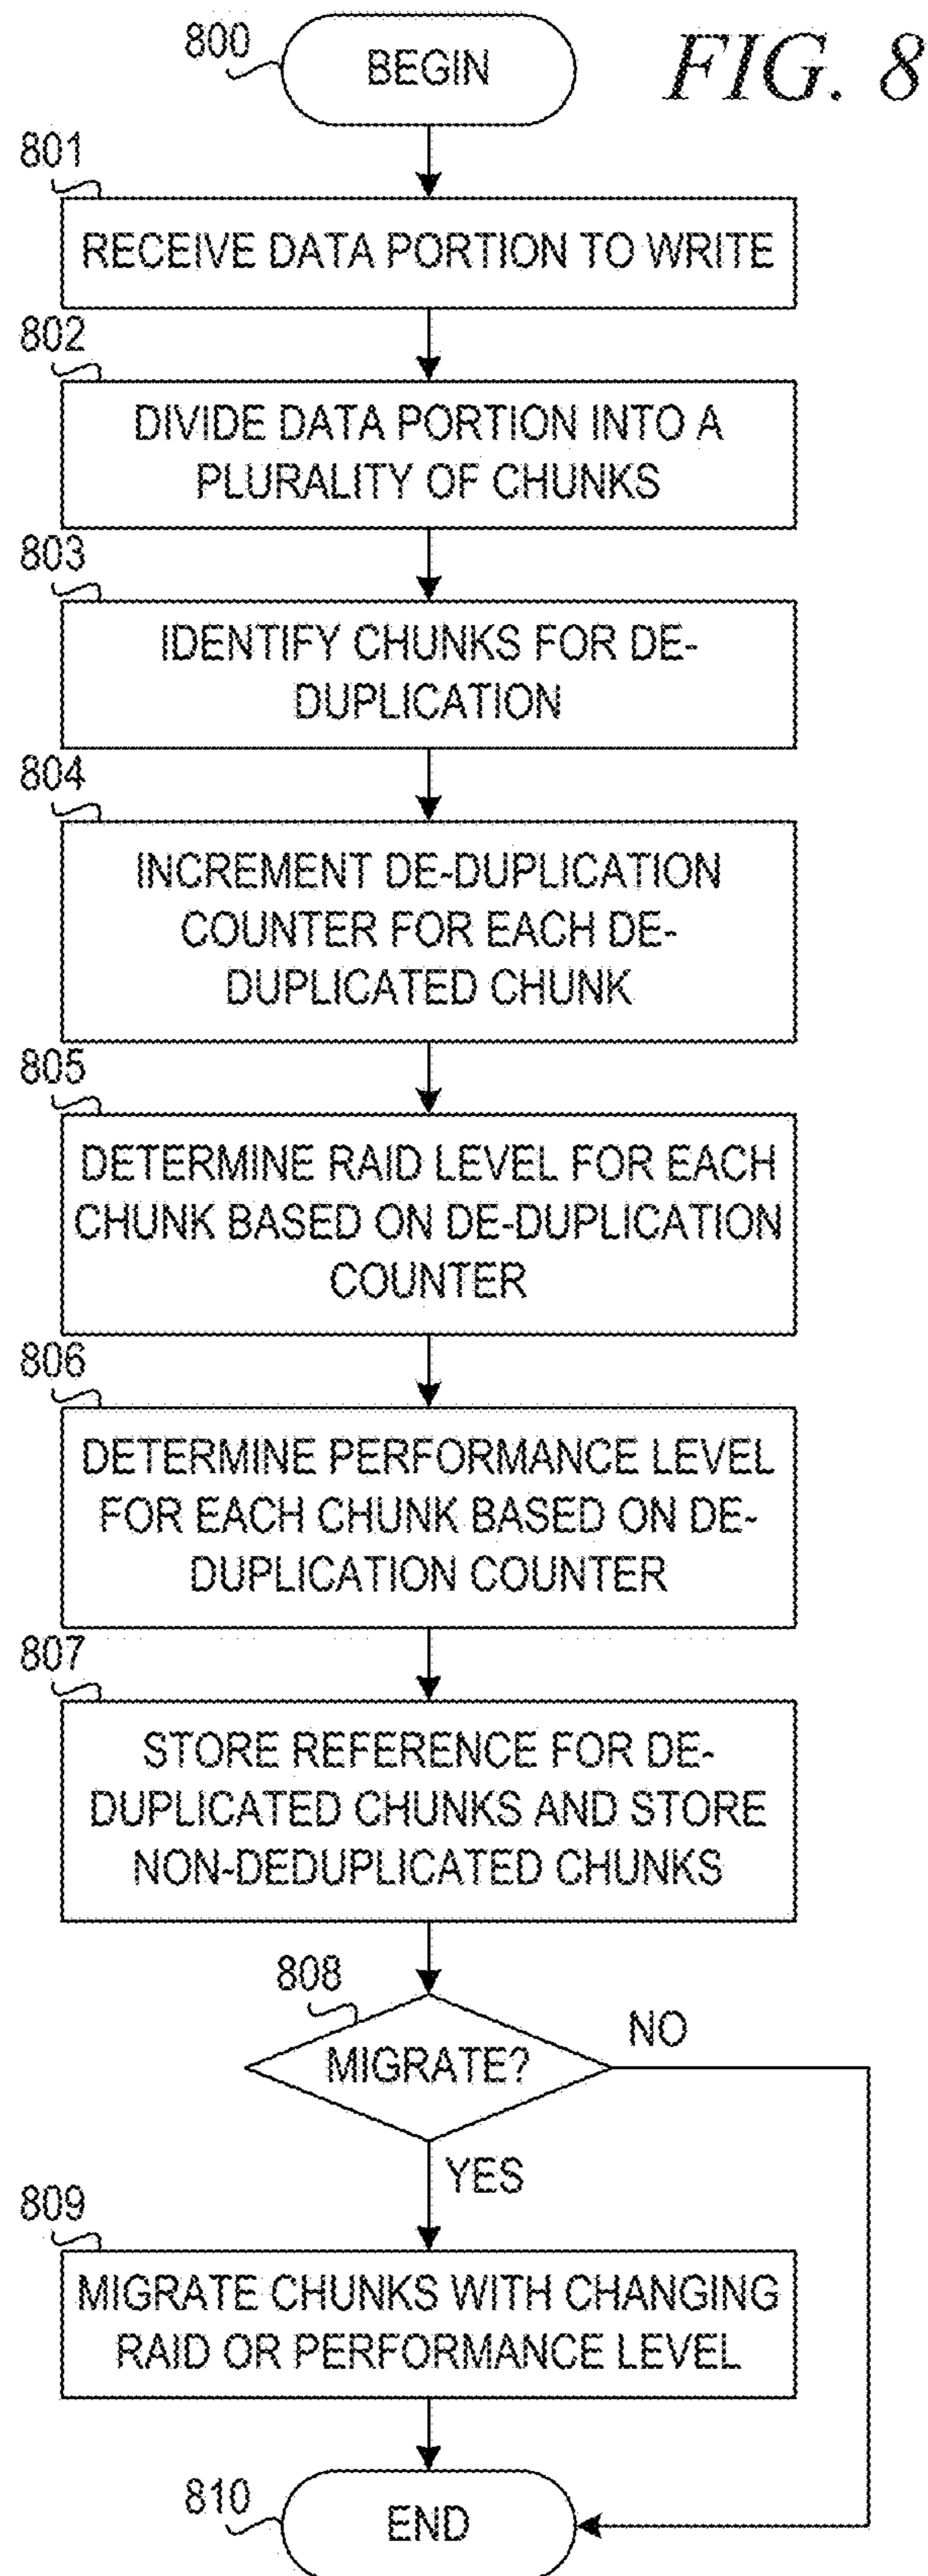 800
BEGIN
FIG. 8
801
RECEIVE DATA PORTION TO WRITE
802
DIVIDE DATA PORTION INTO A
PLURALITY OF CHUNKS
803
IDENTIFY CHUNKS FOR DE-
DUPLICATION
804
INCREMENT DE-DUPLICATION
COUNTER FOR EACH DE-
DUPLICATED CHUNK
805
DETERMINE RAID LEVEL FOR EACH
CHUNK BASED ON DE-DUPLICATION
COUNTER
806
DETERMINE PERFORMANCE LEVEL
FOR EACH CHUNK BASED ON DE-
DUPLICATION COUNTER
807
STORE REFERENCE FOR DE-
DUPLICATED CHUNKS AND STORE
NON-DEDUPLICATED CHUNKS
808
MIGRATE?
NO
YES
809
MIGRATE CHUNKS WITH CHANGING
RAID OR PERFORMANCE LEVEL
810
END